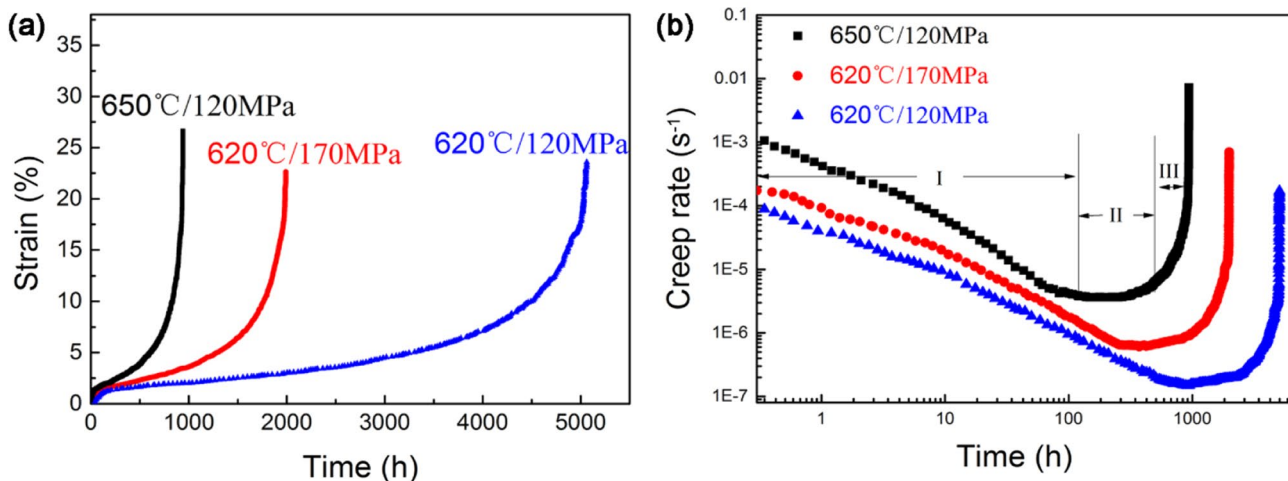 (a)
35
30
25
20
15
10
5
0
650℃/120MPa
620℃/170MPa
620℃/120MPa
Strain (%)
0 1000 2000 3000 4000 5000
Time (h)
(b)
0.1
0.01
1E-3
1E-4
1E-5
1E-6
1E-7
650℃/120MPa
620℃/170MPa
620℃/120MPa
I
II
III
Creep rate (s-1)
1 10 100 1000
Time (h)